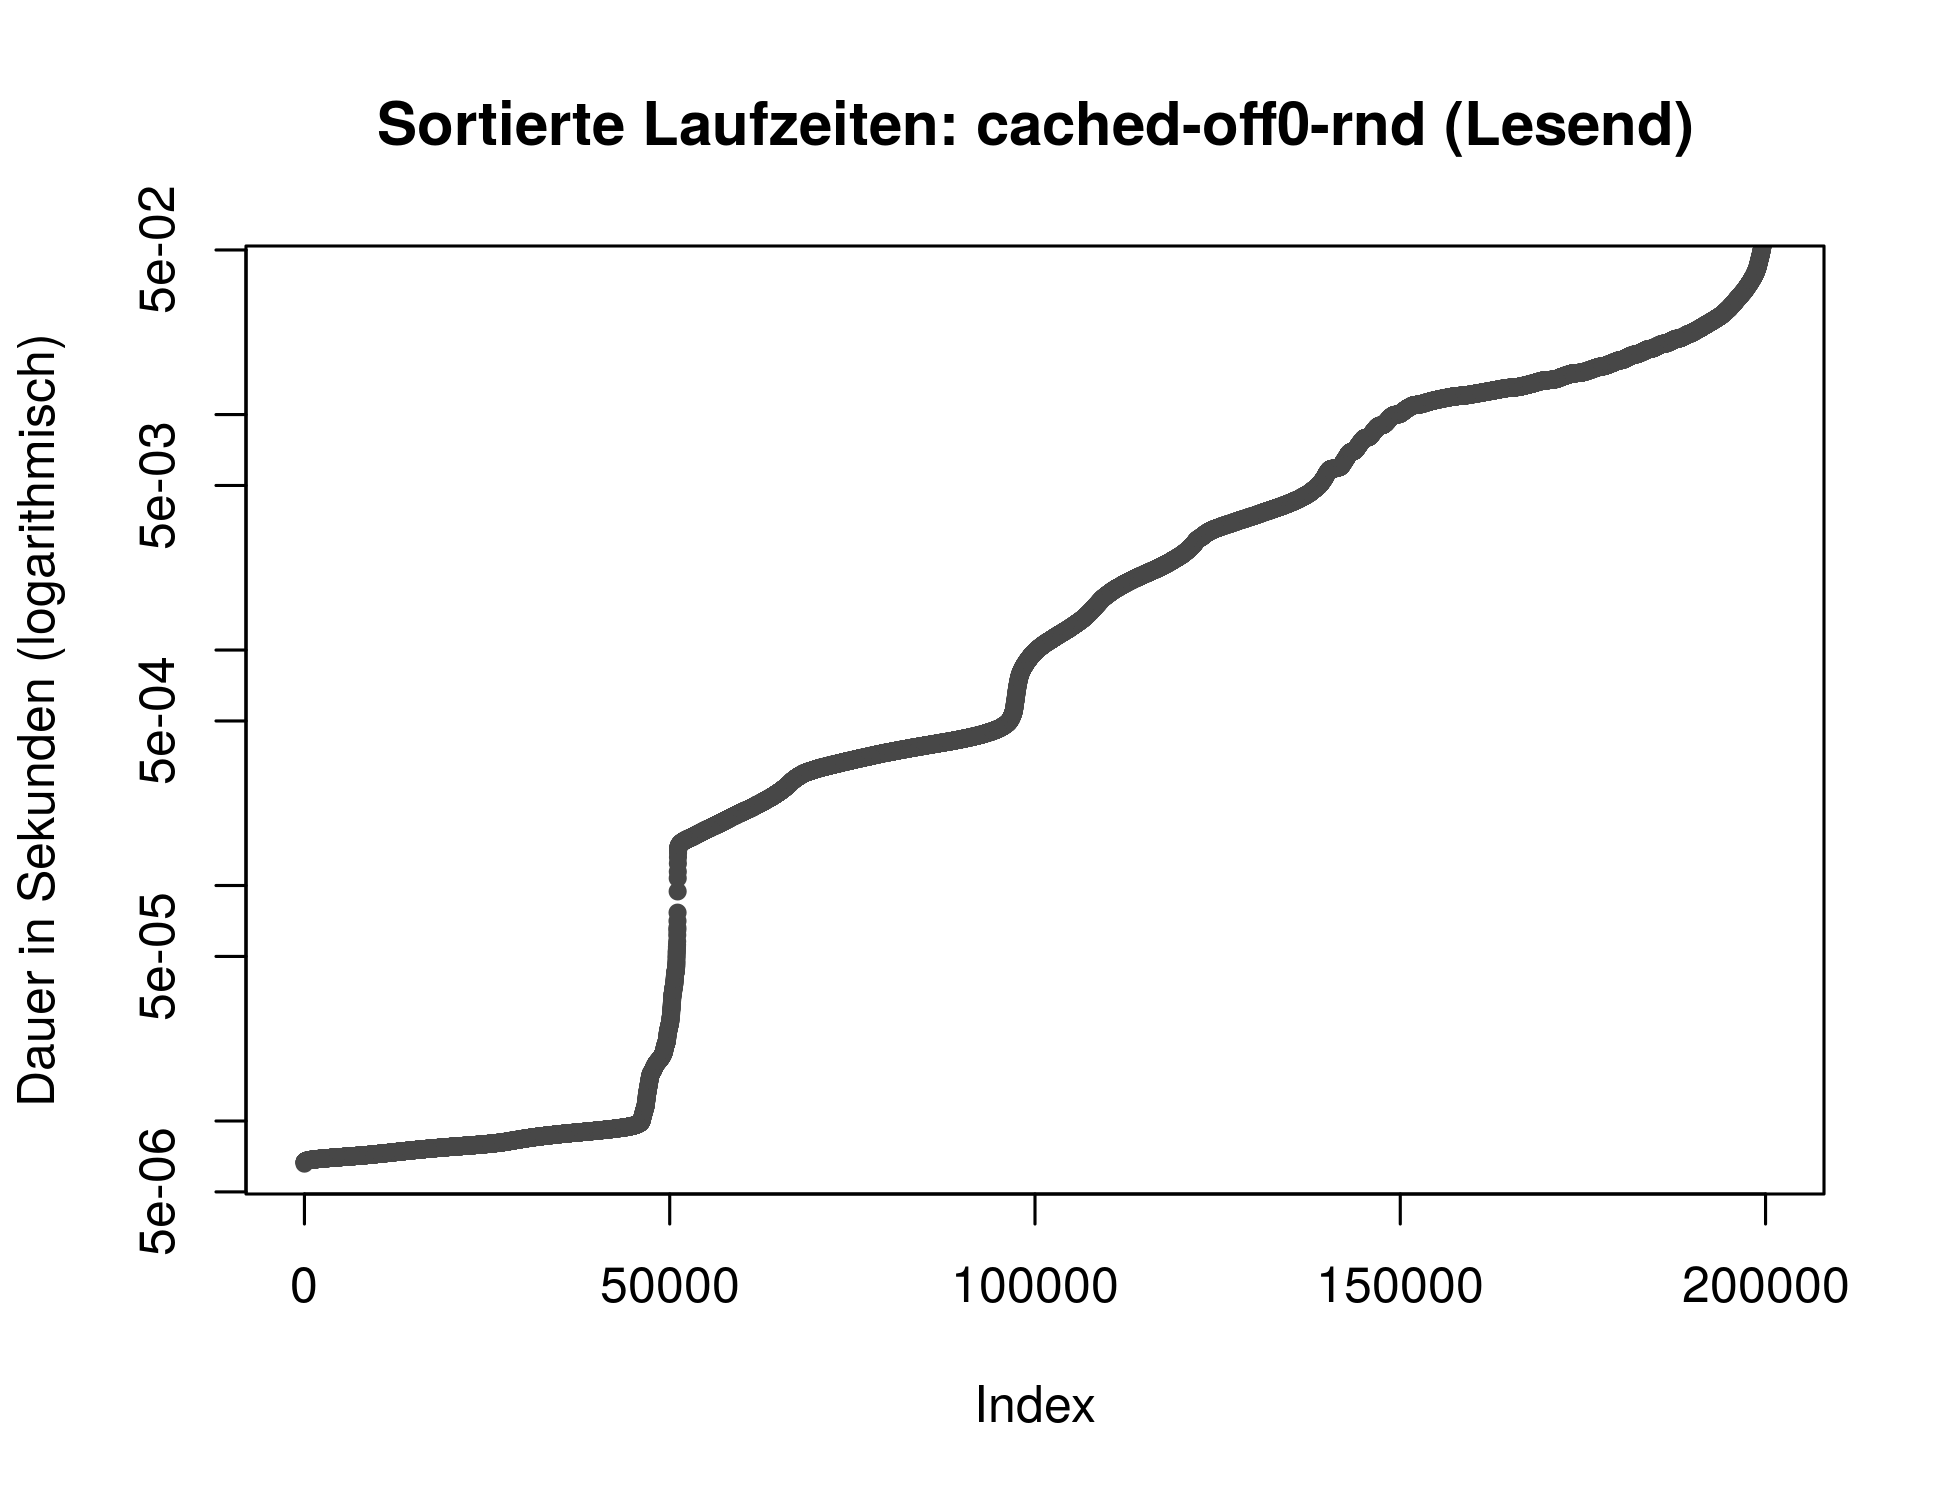 Sortierte Laufzeiten: cached-off0-rnd (Lesend)
Dauer in Sekunden (logarithmisch)
5e-02
5e-03
5e-04
5e-05
5e-06
0 50000 100000 150000 200000
Index